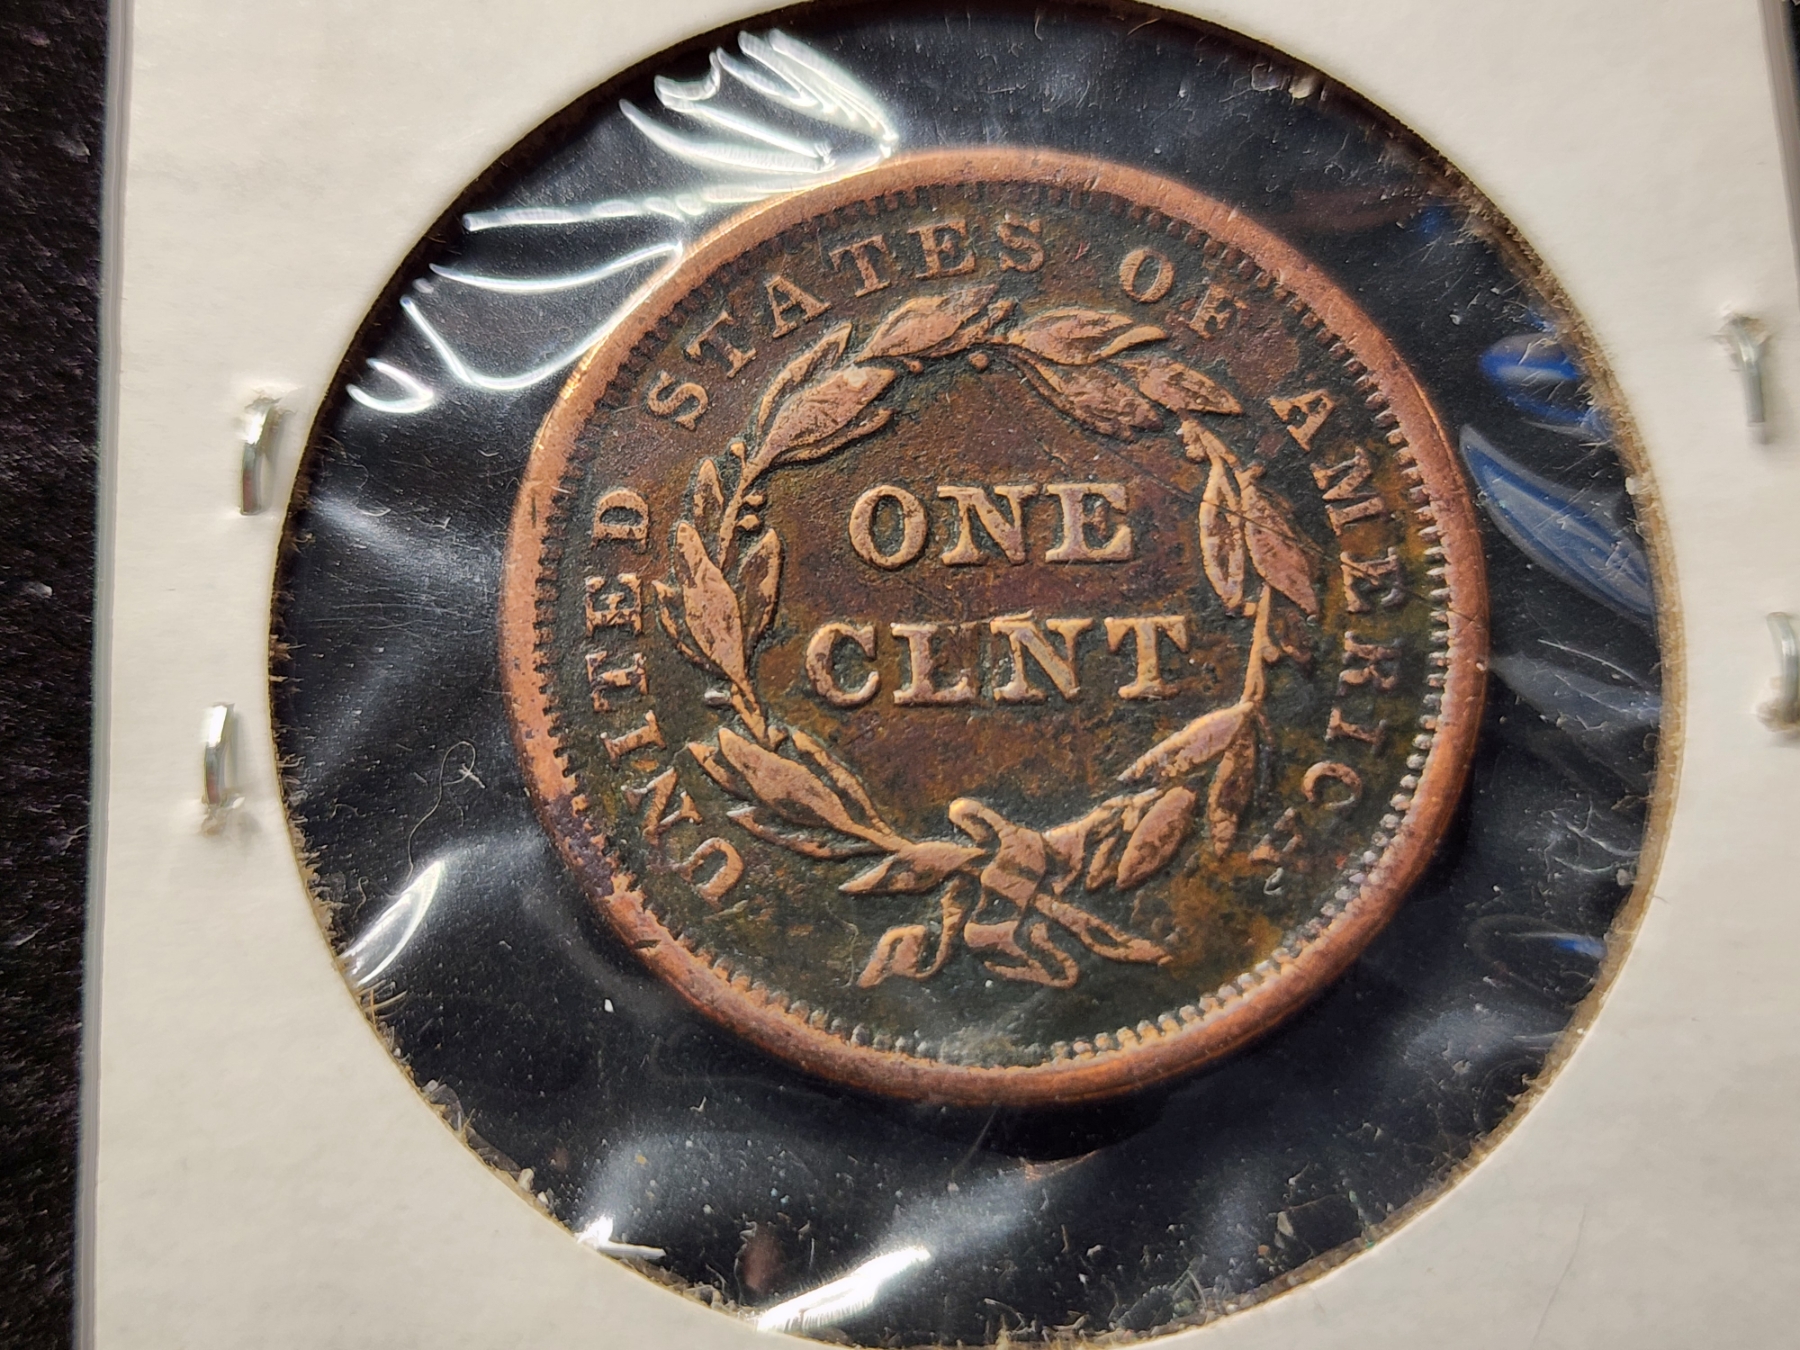 UNITED STATES OF AMERICA
ONE
CLNT